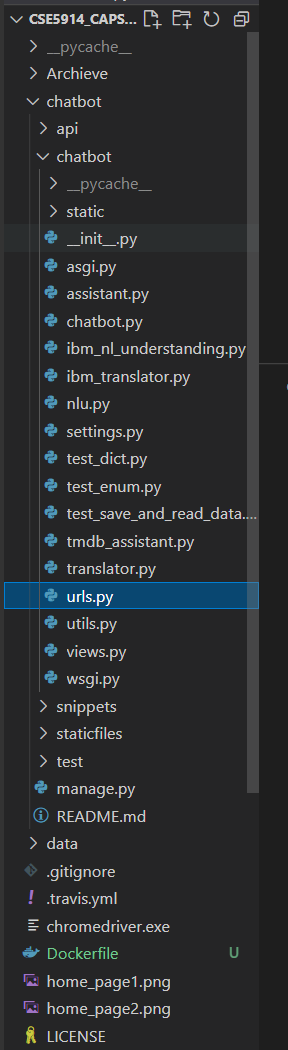 CSE5914_CAPS...
__pycache__
Archieve
chatbot
api
chatbot
__pycache__
static
__init__.py
asgi.py
assistant.py
chatbot.py
ibm_nl_understanding.py
ibm_translator.py
nlu.py
settings.py
test_dict.py
test_enum.py
test_save_and_read_data....
tmdb_assistant.py
translator.py
urls.py
utils.py
views.py
wsgi.py
snippets
staticfiles
test
manage.py
README.md
data
.gitignore
.travis.yml
chromedriver.exe
Dockerfile U
home_page1.png
home_page2.png
LICENSE